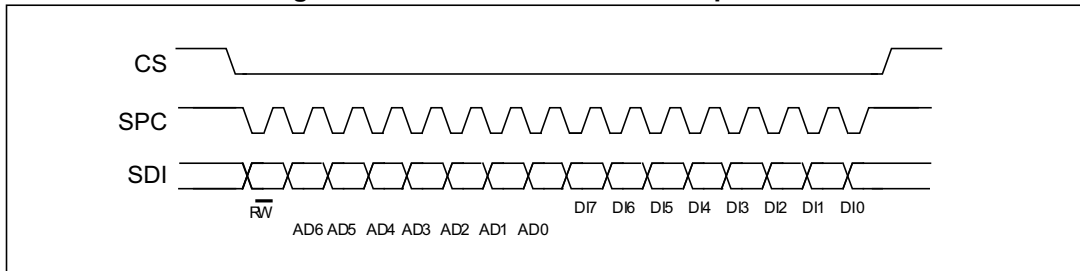 CS
SPC
SDI
RW
DI7 DI6 DI5 DI4 DI3 DI2 DI1 DI0
AD6 AD5 AD4 AD3 AD2 AD1 AD0